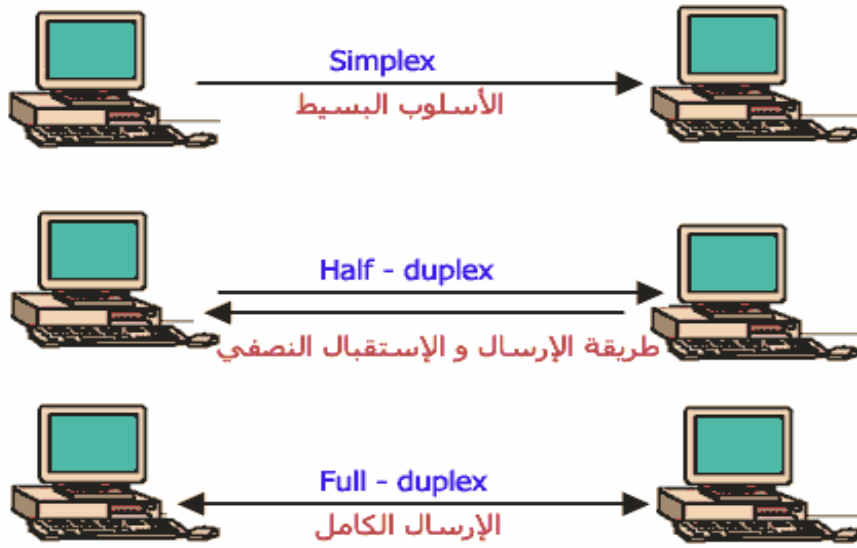 Simplex
الأسلوب البسيط
Half - duplex
طريقة الإرسال و الإستقبال النصفي
Full - duplex
الإرسال الكامل